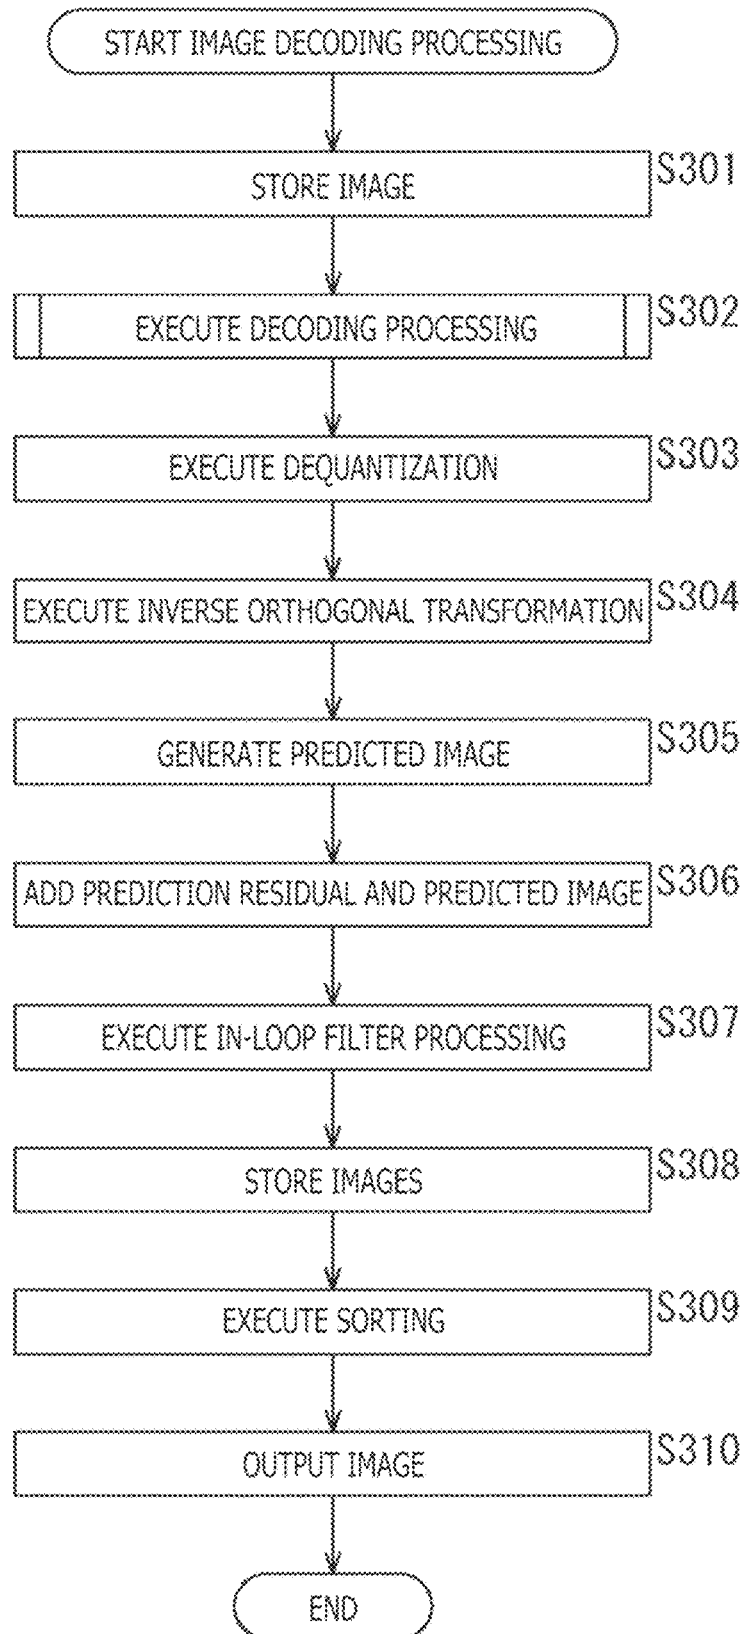 START IMAGE DECODING PROCESSING
S301
STORE IMAGE
S302
EXECUTE DECODING PROCESSING
S303
EXECUTE DEQUANTIZATION
S304
EXECUTE INVERSE ORTHOGONAL TRANSFORMATION
S305
GENERATE PREDICTED IMAGE
S306
ADD PREDICTION RESIDUAL AND PREDICTED IMAGE
S307
EXECUTE IN-LOOP FILTER PROCESSING
S308
STORE IMAGES
S309
EXECUTE SORTING
S310
OUTPUT IMAGE
END